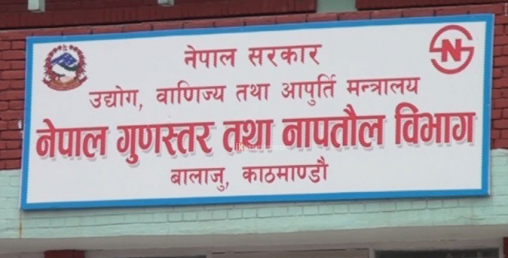 नेपाल सरकार
उद्योग, वाणिज्य तथा आपुर्ति मन्त्रालय
नेपाल गुणस्तर तथा नापतौल विभाग
बालाजु, काठमाण्डौ